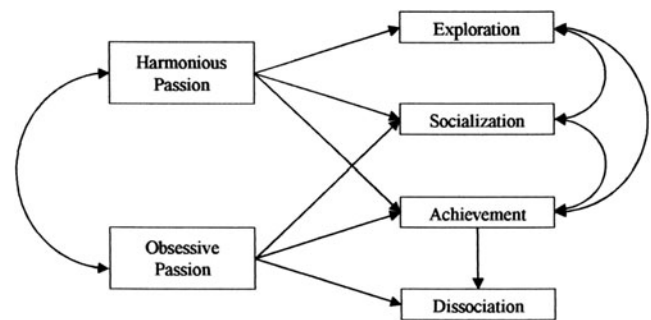 Exploration
Harmonious
Passion
Socialization
Achievement
Obsessive
Passion
Dissociation